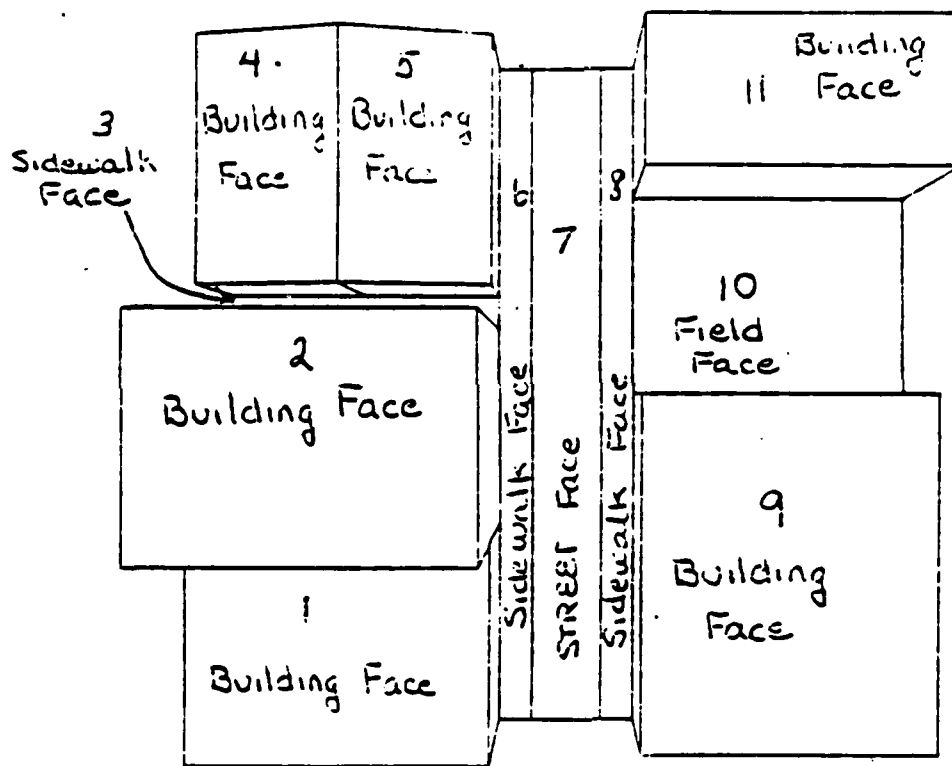 4.
Building
Face
5
Building
Face
3
Sidewalk
Face
2
Building Face
1
Building Face
6
Sidewalk Face
7
STREET Face
8
Sidewalk Face
Building
11 Face
10
Field
Face
9
Building
Face